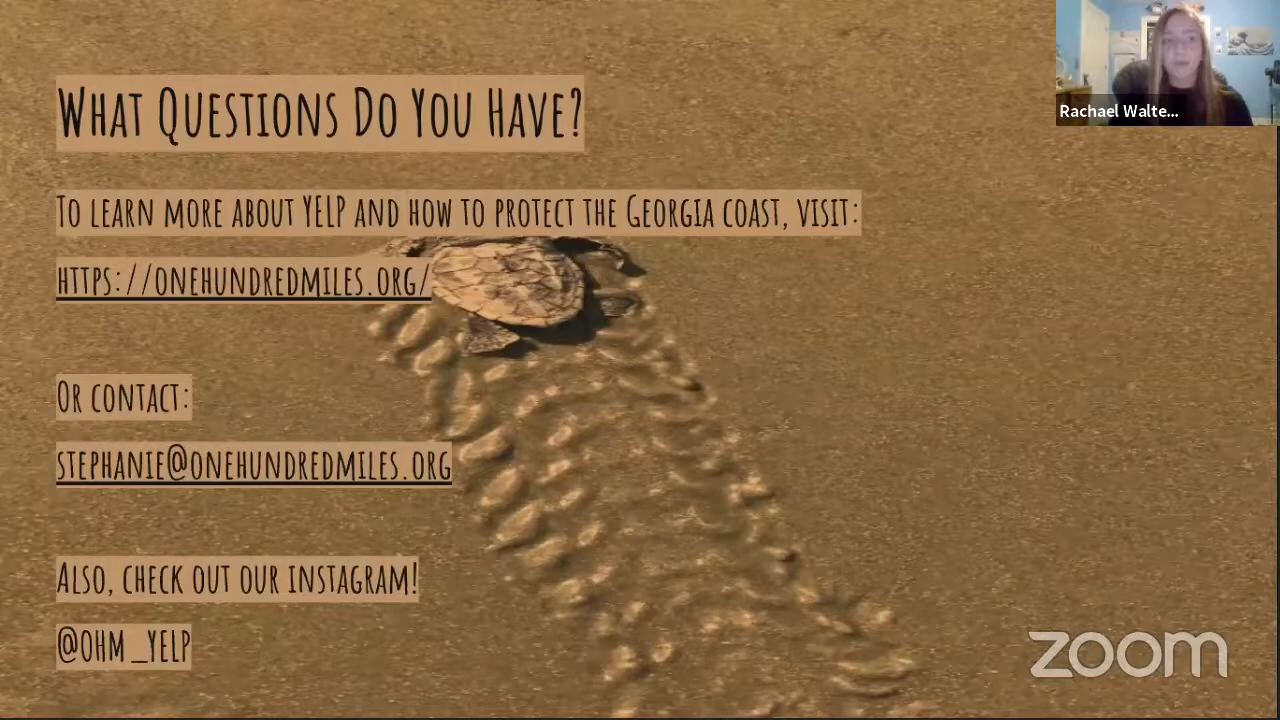 What Questions Do You Have?
To learn more about YELP and how to protect the Georgia coast, visit:
https://onehundredmiles.org/
Or contact:
stephanie@onehundredmiles.org
Also, check out our instagram!
@ohm_yelp
Rachael Walte...
zoom